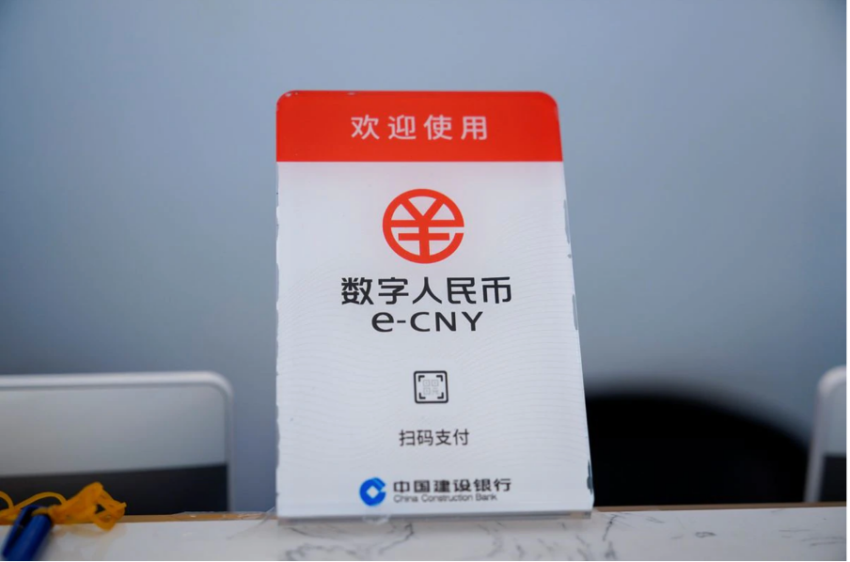 欢迎使用
数字人民币
e-CNY
扫码支付
中国建设银行
China Construction Bank